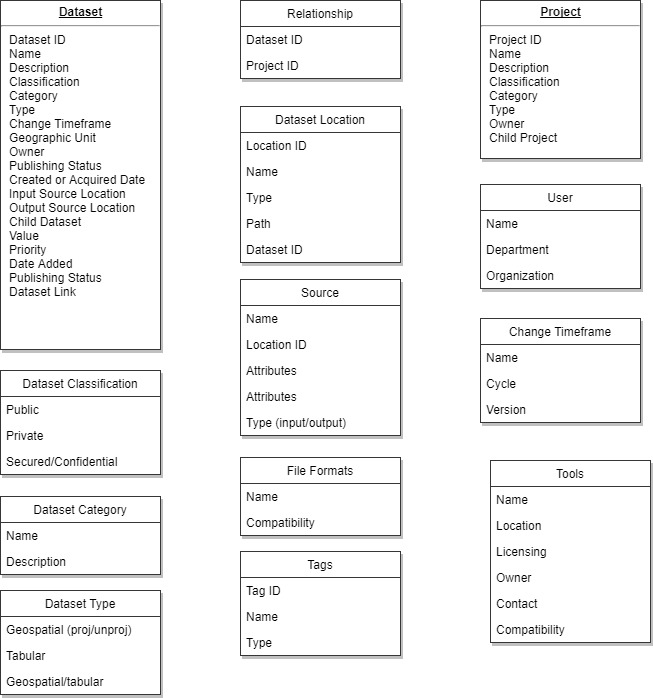 Dataset
Dataset ID
Name
Description
Classification
Category
Type
Change Timeframe
Geographic Unit
Owner
Publishing Status
Created or Acquired Date
Input Source Location
Output Source Location
Child Dataset
Value
Priority
Date Added
Publishing Status
Dataset Link
Dataset Classification
Public
Private
Secured/Confidential
Dataset Category
Name
Description
Dataset Type
Geospatial (proj/unproj)
Tabular
Geospatial/tabular
Relationship
Dataset ID
Project ID
Dataset Location
Location ID
Name
Type
Path
Dataset ID
Source
Name
Location ID
Attributes
Attributes
Type (input/output)
File Formats
Name
Compatibility
Tags
Tag ID
Name
Type
Project
Project ID
Name
Description
Classification
Category
Type
Owner
Child Project
User
Name
Department
Organization
Change Timeframe
Name
Cycle
Version
Tools
Name
Location
Licensing
Owner
Contact
Compatibility